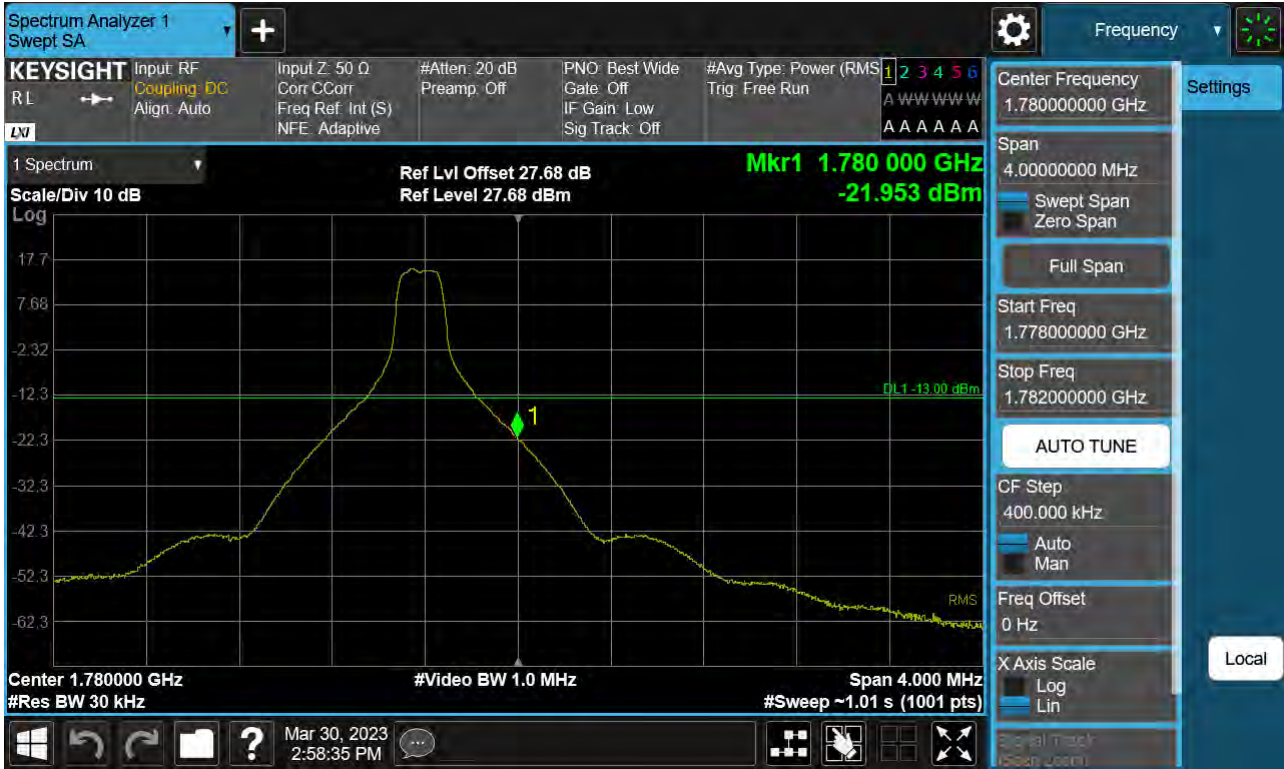 Spectrum Analyzer 1
Swept SA
+
Frequency
KEYSIGHT
RL
LXI
Input: RF
Coupling: DC
Align: Auto
Input Z: 50 Ω
Corr CCorr
Freq Ref: Int (S)
NFE: Adaptive
#Atten: 20 dB
Preamp: Off
PNO: Best Wide
Gate: Off
IF Gain: Low
Sig Track: Off
#Avg Type: Power (RMS
Trig: Free Run
1 2 3 4 5 6
A W W W W W
A A A A A A
1 Spectrum
Scale/Div 10 dB
Log
Ref Lvl Offset 27.68 dB
Ref Level 27.68 dBm
Mkr1 1.780 000 GHz
-21.953 dBm
17.7
7.68
-2.32
-12.3
-22.3
-32.3
-42.3
-52.3
-62.3
DL1 -13.00 dBm
1
RMS
Center 1.780000 GHz
#Res BW 30 kHz
#Video BW 1.0 MHz
Span 4.000 MHz
#Sweep ~1.01 s (1001 pts)
Center Frequency
1.780000000 GHz
Span
4.00000000 MHz
Swept Span
Zero Span
Full Span
Start Freq
1.778000000 GHz
Stop Freq
1.782000000 GHz
AUTO TUNE
CF Step
400.000 kHz
Auto
Man
Freq Offset
0 Hz
X Axis Scale
Log
Lin
Signal Track
(Span Zoom)
Settings
Local
?
Mar 30, 2023
2:58:35 PM